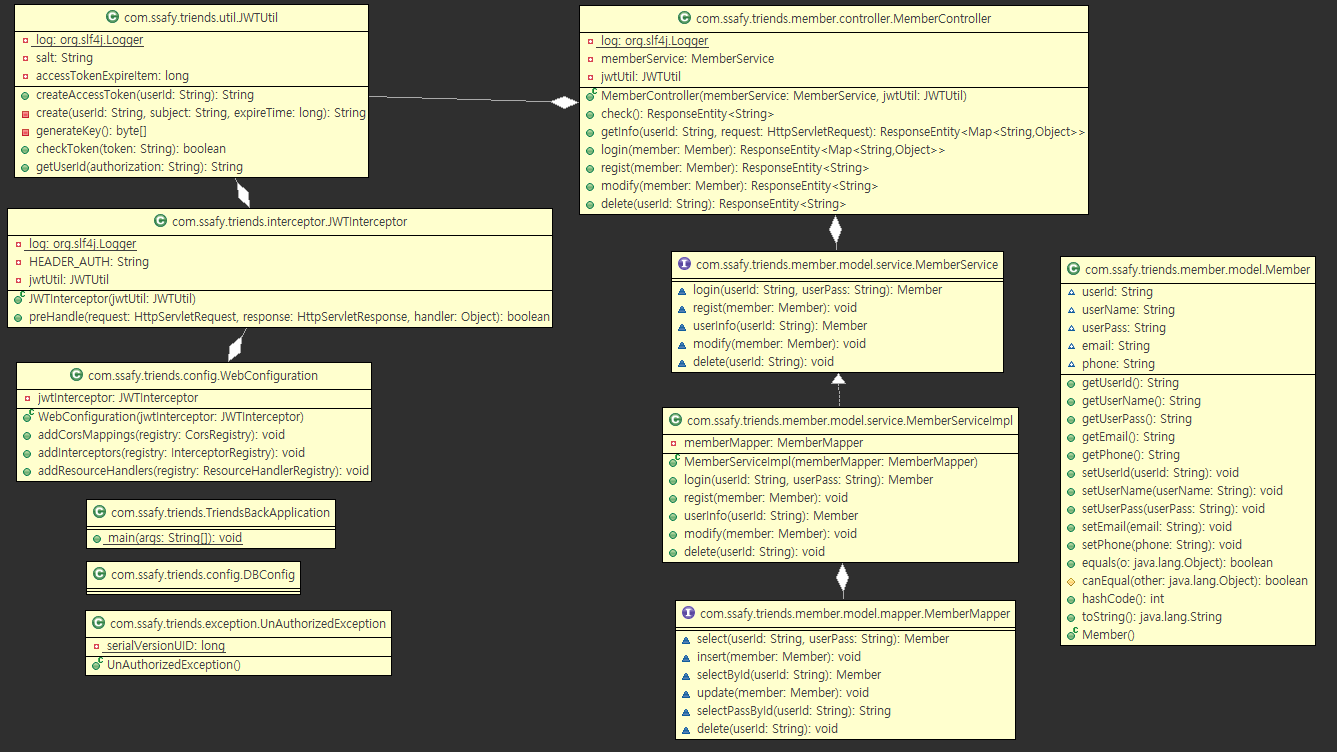 com.ssafy.triends.util.JWTUtil
log: org.slf4j.Logger
salt: String
accessTokenExpireItem: long
createAccessToken(userId: String): String
create(userId: String, subject: String, expireTime: long): String
generateKey(): byte[]
checkToken(token: String): boolean
getUserId(authorization: String): String
com.ssafy.triends.interceptor.JWTInterceptor
log: org.slf4j.Logger
HEADER_AUTH: String
jwtUtil: JWTUtil
JWTInterceptor(jwtUtil: JWTUtil)
preHandle(request: HttpServletRequest, response: HttpServletResponse, handler: Object): boolean
com.ssafy.triends.config.WebConfiguration
jwtInterceptor: JWTInterceptor
WebConfiguration(jwtInterceptor: JWTInterceptor)
addCorsMappings(registry: CorsRegistry): void
addInterceptors(registry: InterceptorRegistry): void
addResourceHandlers(registry: ResourceHandlerRegistry): void
com.ssafy.triends.TriendsBackApplication
main(args: String[]): void
com.ssafy.triends.config.DBConfig
com.ssafy.triends.exception.UnAuthorizedException
serialVersionUID: long
UnAuthorizedException()
com.ssafy.triends.member.controller.MemberController
log: org.slf4j.Logger
memberService: MemberService
jwtUtil: JWTUtil
MemberController(memberService: MemberService, jwtUtil: JWTUtil)
check(): ResponseEntity<String>
getInfo(userId: String, request: HttpServletRequest): ResponseEntity<Map<String,Object>>
login(member: Member): ResponseEntity<Map<String,Object>>
regist(member: Member): ResponseEntity<String>
modify(member: Member): ResponseEntity<String>
delete(userId: String): ResponseEntity<String>
com.ssafy.triends.member.model.service.MemberService
login(userId: String, userPass: String): Member
regist(member: Member): void
userInfo(userId: String): Member
modify(member: Member): void
delete(userId: String): void
com.ssafy.triends.member.model.service.MemberServiceImpl
memberMapper: MemberMapper
MemberServiceImpl(memberMapper: MemberMapper)
login(userId: String, userPass: String): Member
regist(member: Member): void
userInfo(userId: String): Member
modify(member: Member): void
delete(userId: String): void
com.ssafy.triends.member.model.mapper.MemberMapper
select(userId: String, userPass: String): Member
insert(member: Member): void
selectById(userId: String): Member
update(member: Member): void
selectPassById(userId: String): String
delete(userId: String): void
com.ssafy.triends.member.model.Member
userId: String
userName: String
userPass: String
email: String
phone: String
getUserId(): String
getUserName(): String
getUserPass(): String
getEmail(): String
getPhone(): String
setUserId(userId: String): void
setUserName(userName: String): void
setUserPass(userPass: String): void
setEmail(email: String): void
setPhone(phone: String): void
equals(o: java.lang.Object): boolean
canEqual(other: java.lang.Object): boolean
hashCode(): int
toString(): java.lang.String
Member()